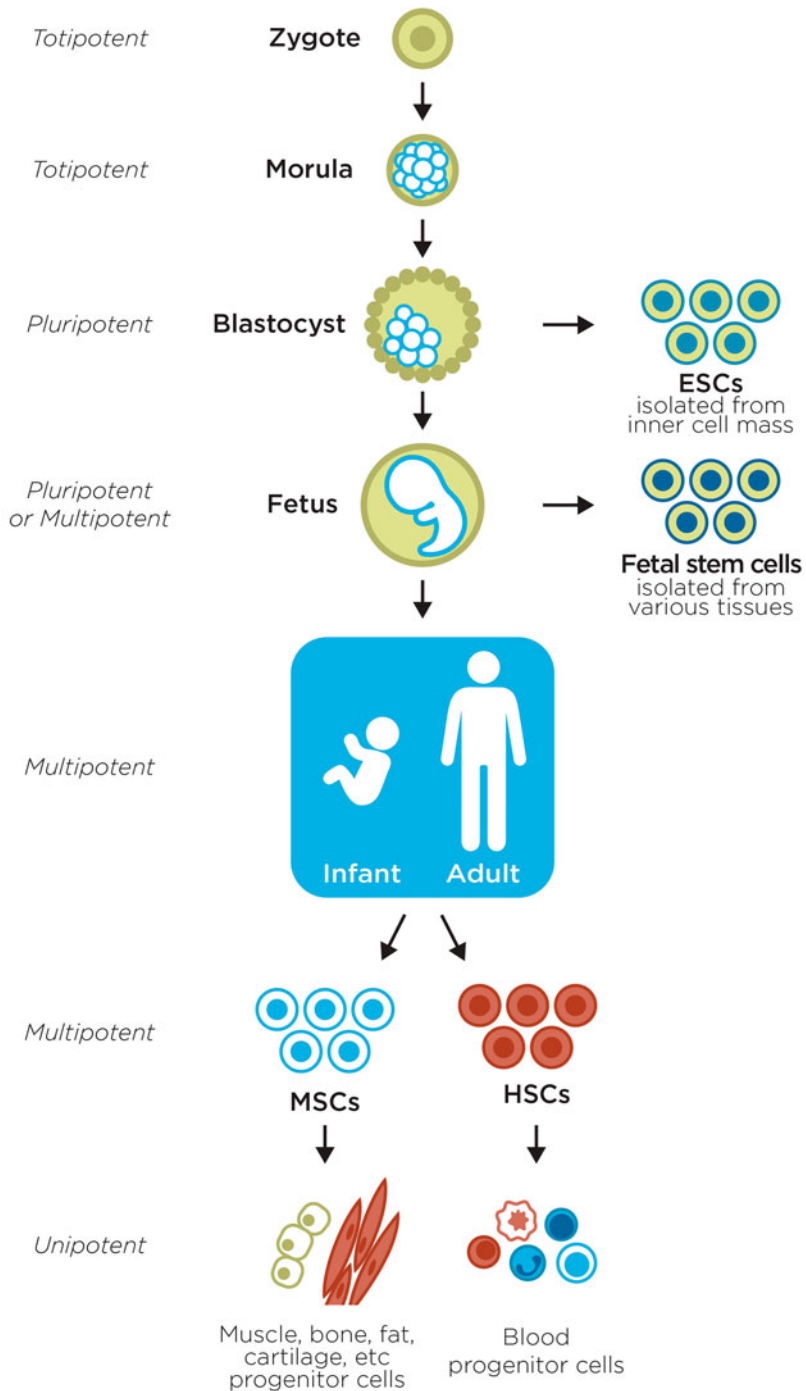 Totipotent
Zygote
Totipotent
Morula
Pluripotent
Blastocyst
ESCs
isolated from
inner cell mass
Pluripotent
or Multipotent
Fetus
Fetal stem cells
isolated from
various tissues
Multipotent
Infant
Adult
Multipotent
MSCs
HSCs
Unipotent
Muscle, bone, fat,
cartilage, etc
progenitor cells
Blood
progenitor cells